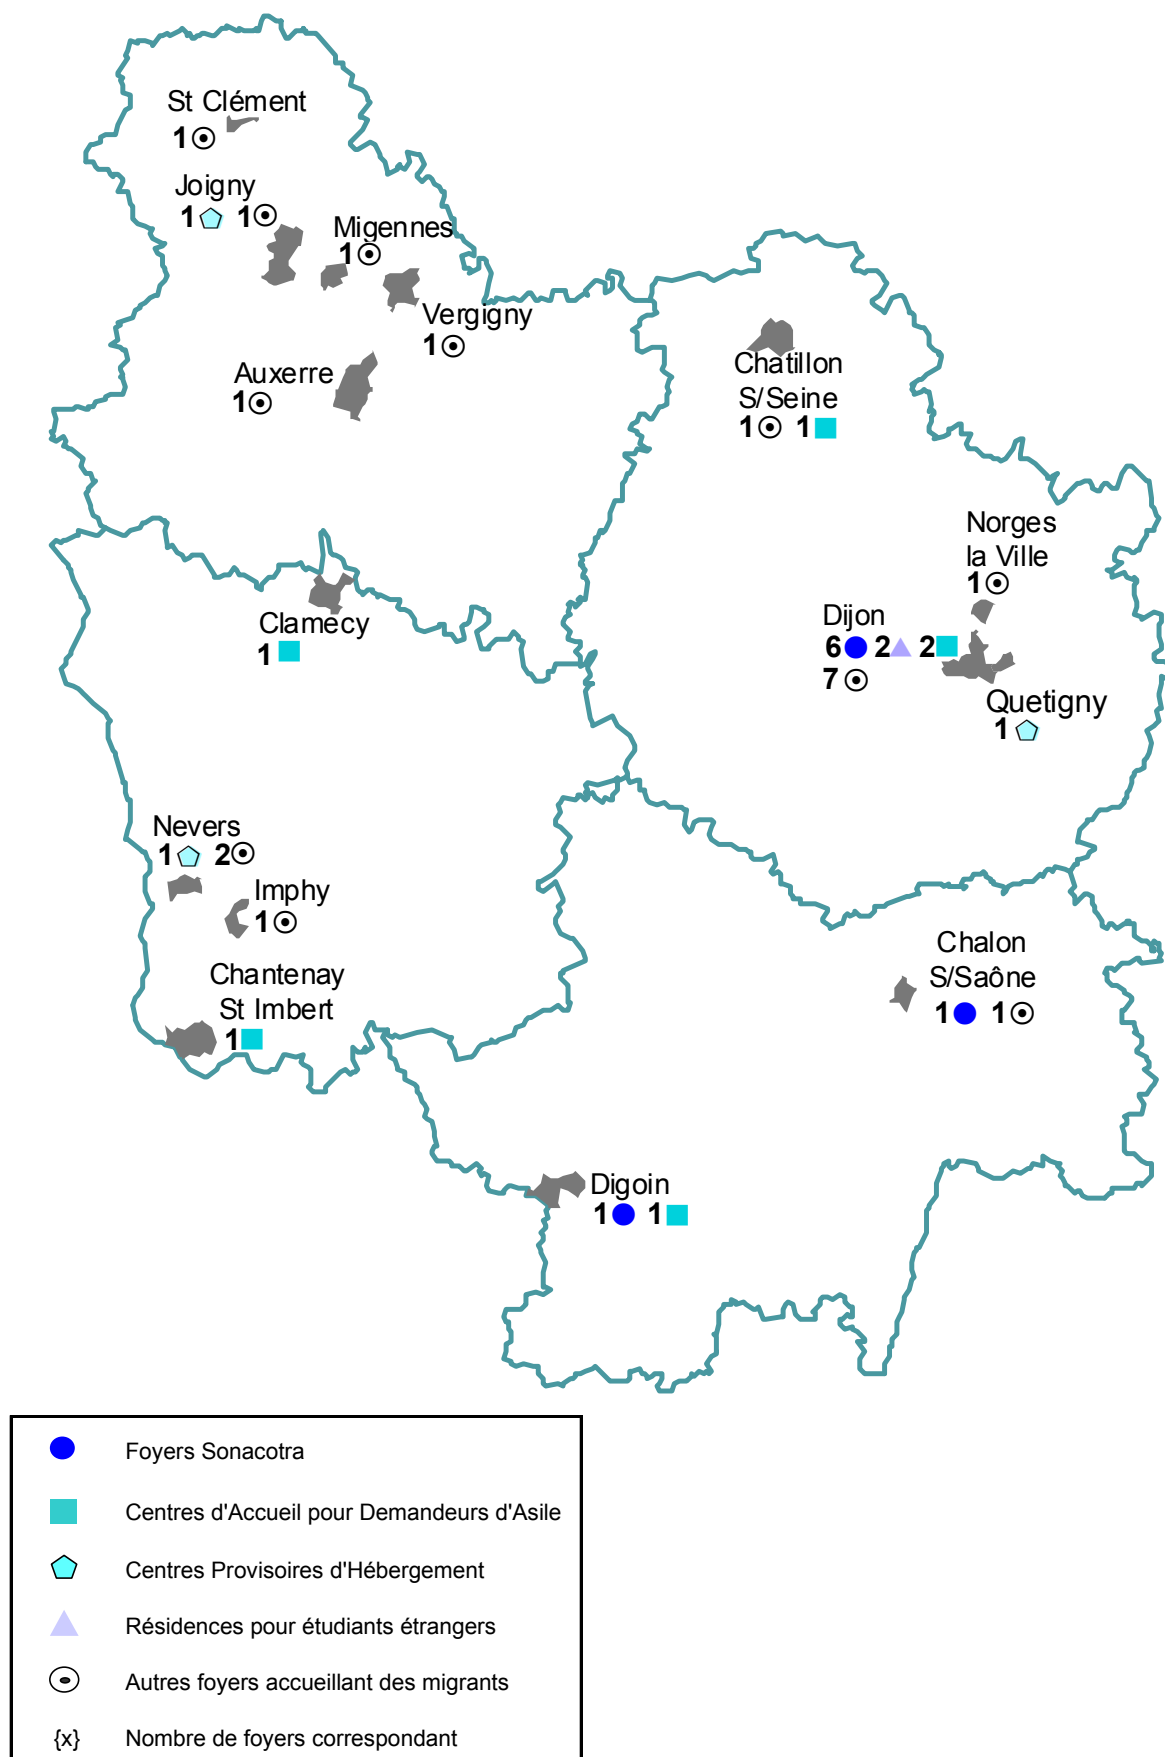 St Clément
1
Joigny
1 1
Migennes
1
Vergigny
1
Auxerre
1
Chatillon
S/Seine
1 1
Norges
la Ville
1
Dijon
6 2 2
7
Quetigny
1
Clamecy
1
Nevers
1 2
Imphy
1
Chantenay
St Imbert
1
Chalon
S/Saône
1 1
Digoin
1 1
Foyers Sonacotra
Centres d'Accueil pour Demandeurs d'Asile
Centres Provisoires d'Hébergement
Résidences pour étudiants étrangers
Autres foyers accueillant des migrants
{x} Nombre de foyers correspondant